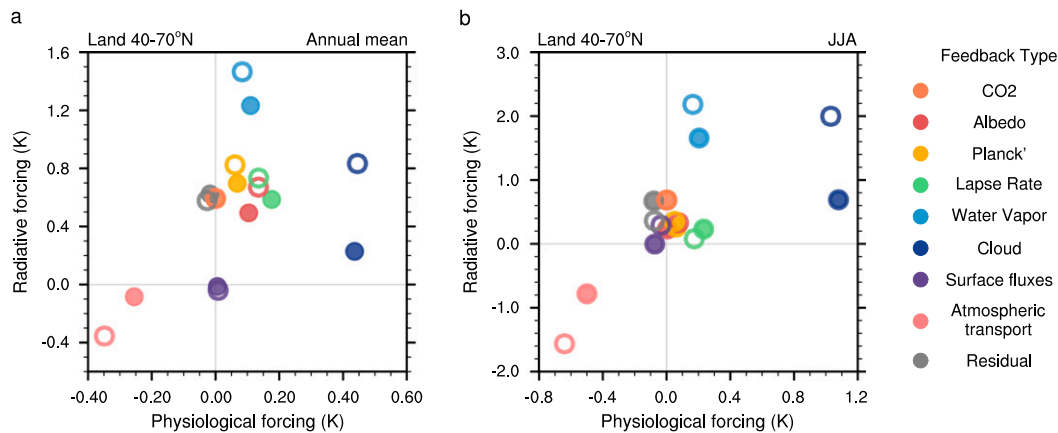 a
Land 40-70°N Annual mean
Radiative forcing (K)
1.6
1.2
0.8
0.4
0.0
-0.4
-0.40 -0.20 0.00 0.20 0.40 0.60
Physiological forcing (K)
b
Land 40-70°N JJA
Radiative forcing (K)
3.0
2.0
1.0
0.0
-1.0
-2.0
-0.8 -0.4 0.0 0.4 0.8 1.2
Physiological forcing (K)
Feedback Type
CO2
Albedo
Planck'
Lapse Rate
Water Vapor
Cloud
Surface fluxes
Atmospheric
transport
Residual